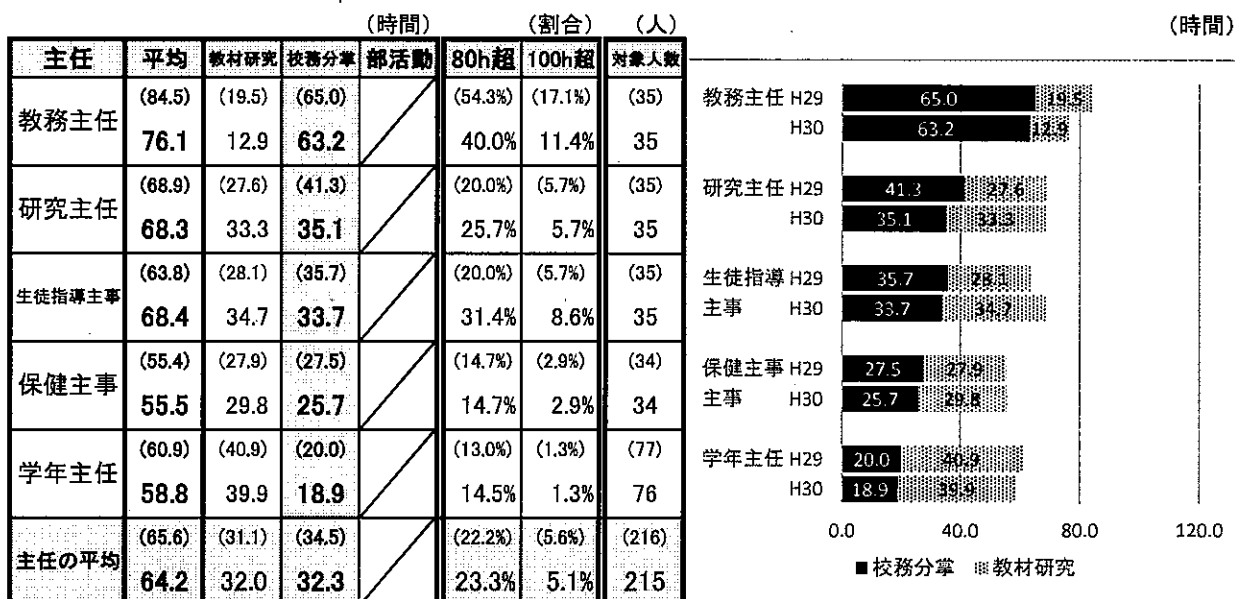 (時間) (割合) (人)
主任 平均 教材研究 校務分掌 部活動 80h超 100h超 対象人数
教務主任 (84.5) (19.5) (65.0) (54.3%) (17.1%) (35)
76.1 12.9 63.2 40.0% 11.4% 35
研究主任 (68.9) (27.6) (41.3) (20.0%) (5.7%) (35)
68.3 33.3 35.1 25.7% 5.7% 35
生徒指導主事 (63.8) (28.1) (35.7) (20.0%) (5.7%) (35)
68.4 34.7 33.7 31.4% 8.6% 35
保健主事 (55.4) (27.9) (27.5) (14.7%) (2.9%) (34)
55.5 29.8 25.7 14.7% 2.9% 34
学年主任 (60.9) (40.9) (20.0) (13.0%) (1.3%) (77)
58.8 39.9 18.9 14.5% 1.3% 76
主任の平均 (65.6) (31.1) (34.5) (22.2%) (5.6%) (216)
64.2 32.0 32.3 23.3% 5.1% 215
(時間)
教務主任 H29 65.0 19.5
H30 63.2 12.9
研究主任 H29 41.3 27.6
H30 35.1 33.3
生徒指導 H29 35.7 28.1
主事 H30 33.7 34.7
保健主事 H29 27.5 27.9
主事 H30 25.7 29.8
学年主任 H29 20.0 40.9
H30 18.9 39.9
0.0 40.0 80.0 120.0
■校務分掌 ※教材研究